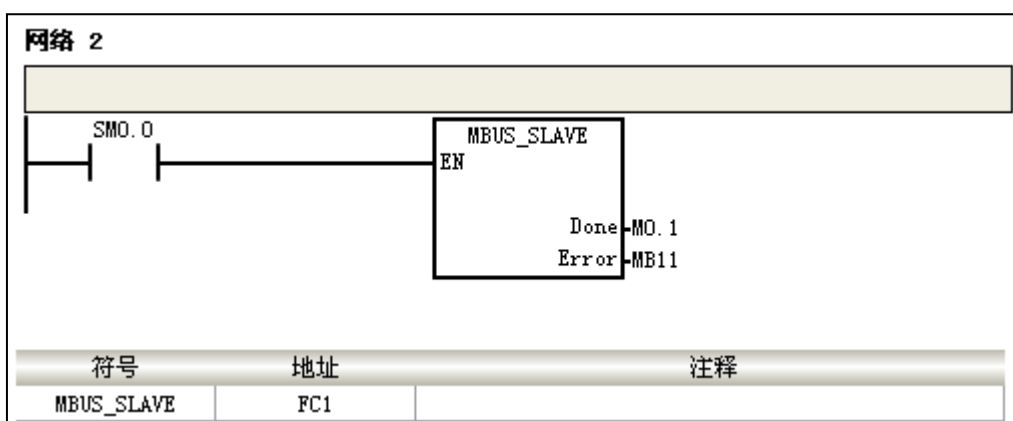 网络 2
SM0.0
MBUS_SLAVE
EN
Done M0.1
Error MB11
符号 地址 注释
MBUS_SLAVE FC1